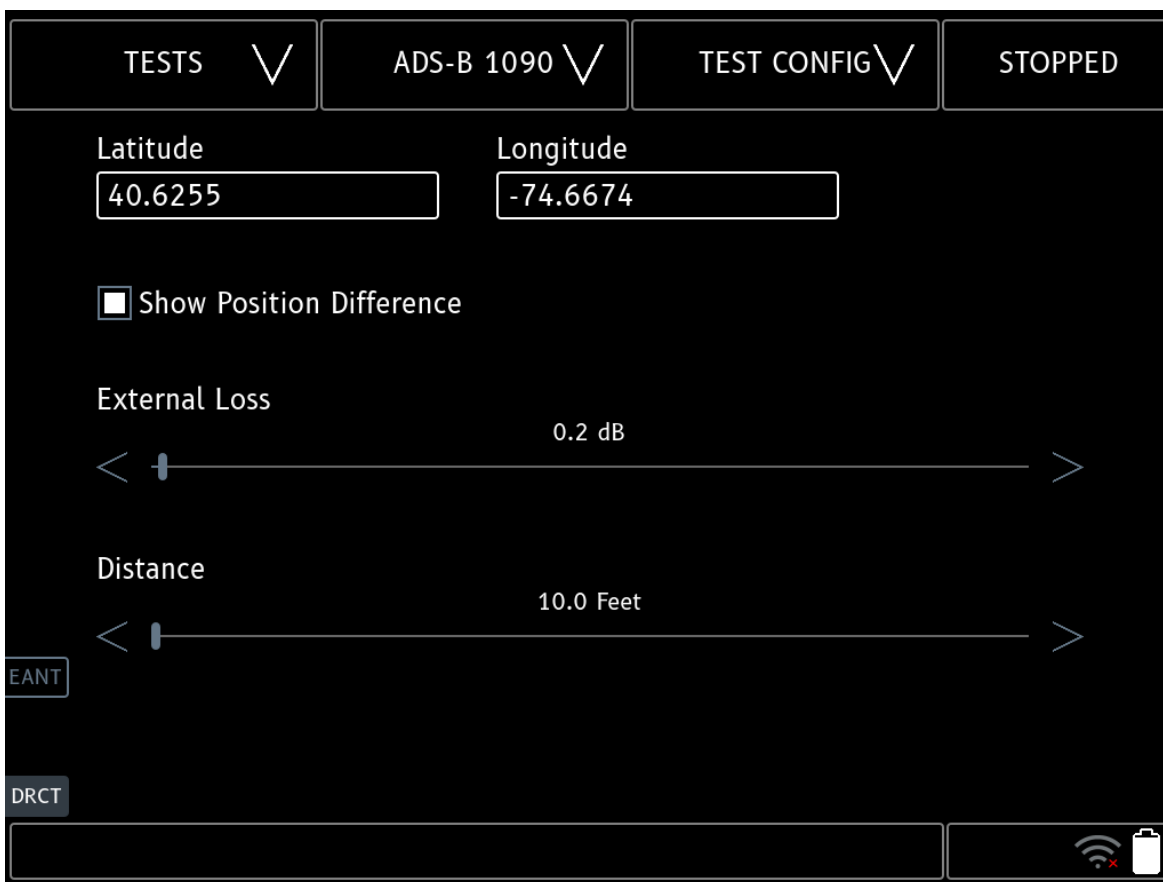 TESTS
ADS-B 1090
TEST CONFIG
STOPPED
Latitude
Longitude
40.6255
-74.6674
Show Position Difference
External Loss
0.2 dB
Distance
10.0 Feet
EANT
DRCT